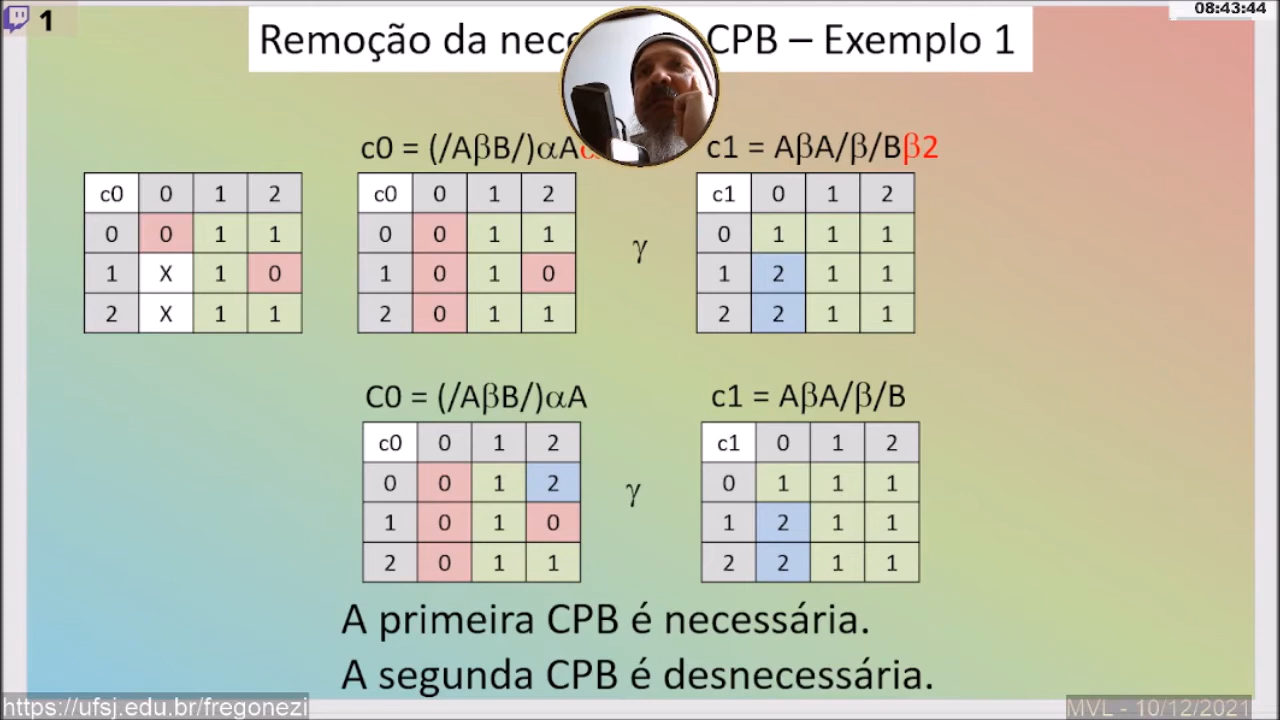 1
08:43:44
Remoção da nece CPB – Exemplo 1
c0 = (/AβB/)αAα
c1 = AβA/β/Bβ2
c0 0 1 2
0 0 1 1
1 X 1 0
2 X 1 1
c0 0 1 2
0 0 1 1
1 0 1 0
2 0 1 1
γ
c1 0 1 2
0 1 1 1
1 2 1 1
2 2 1 1
C0 = (/AβB/)αA
c1 = AβA/β/B
c0 0 1 2
0 0 1 2
1 0 1 0
2 0 1 1
γ
c1 0 1 2
0 1 1 1
1 2 1 1
2 2 1 1
A primeira CPB é necessária.
A segunda CPB é desnecessária.
https://ufsj.edu.br/fregonezi
MVL - 10/12/2021